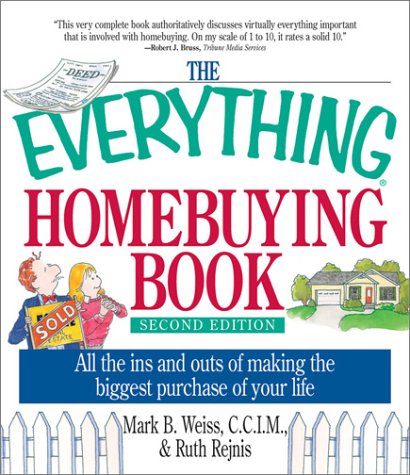 "This very complete book authoritatively discusses virtually everything important
that is involved with homebuying. On my scale of 1 to 10, it rates a solid 10."
—Robert J. Bruss, Tribune Media Services
DEED
THE
EVERYTHING®
HOMEBUYING
BOOK
SECOND EDITION
SOLD
ESTATE
All the ins and outs of making the
biggest purchase of your life
Mark B. Weiss, C.C.I.M.,
& Ruth Rejnis